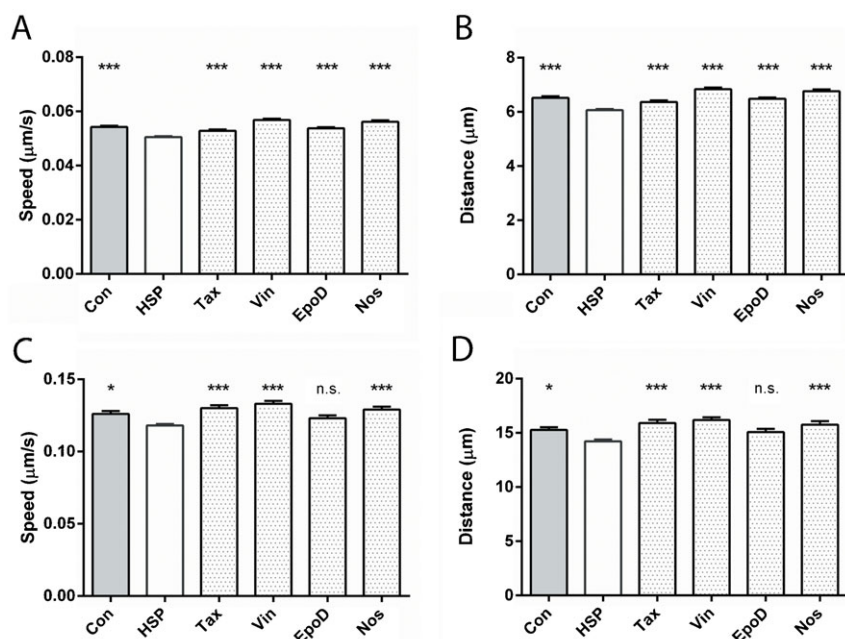 A
0.08
0.06
0.04
0.02
0.00
Speed (μm/s)
*** *** *** *** ***
Con HSP Tax Vin EpoD Nos
B
8
6
4
2
0
Distance (μm)
*** *** *** *** ***
Con HSP Tax Vin EpoD Nos
C
0.15
0.10
0.05
0.00
Speed (μm/s)
* *** *** n.s. ***
Con HSP Tax Vin EpoD Nos
D
20
15
10
5
0
Distance (μm)
* *** *** n.s. ***
Con HSP Tax Vin EpoD Nos